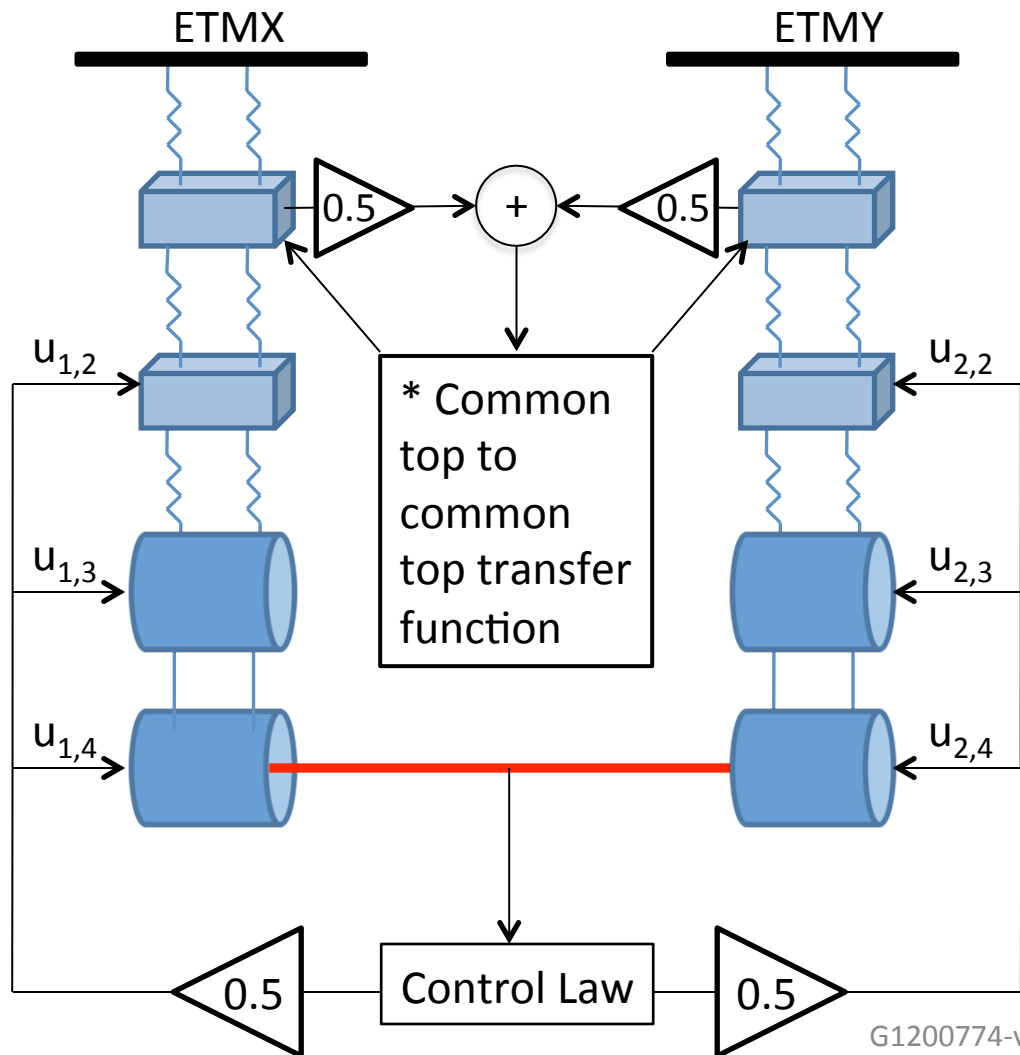 ETMX
ETMY
0.5
+
0.5
u1,2
u2,2
* Common
top to
common
top transfer
function
u1,3
u2,3
u1,4
u2,4
0.5
Control Law
0.5
G1200774-v